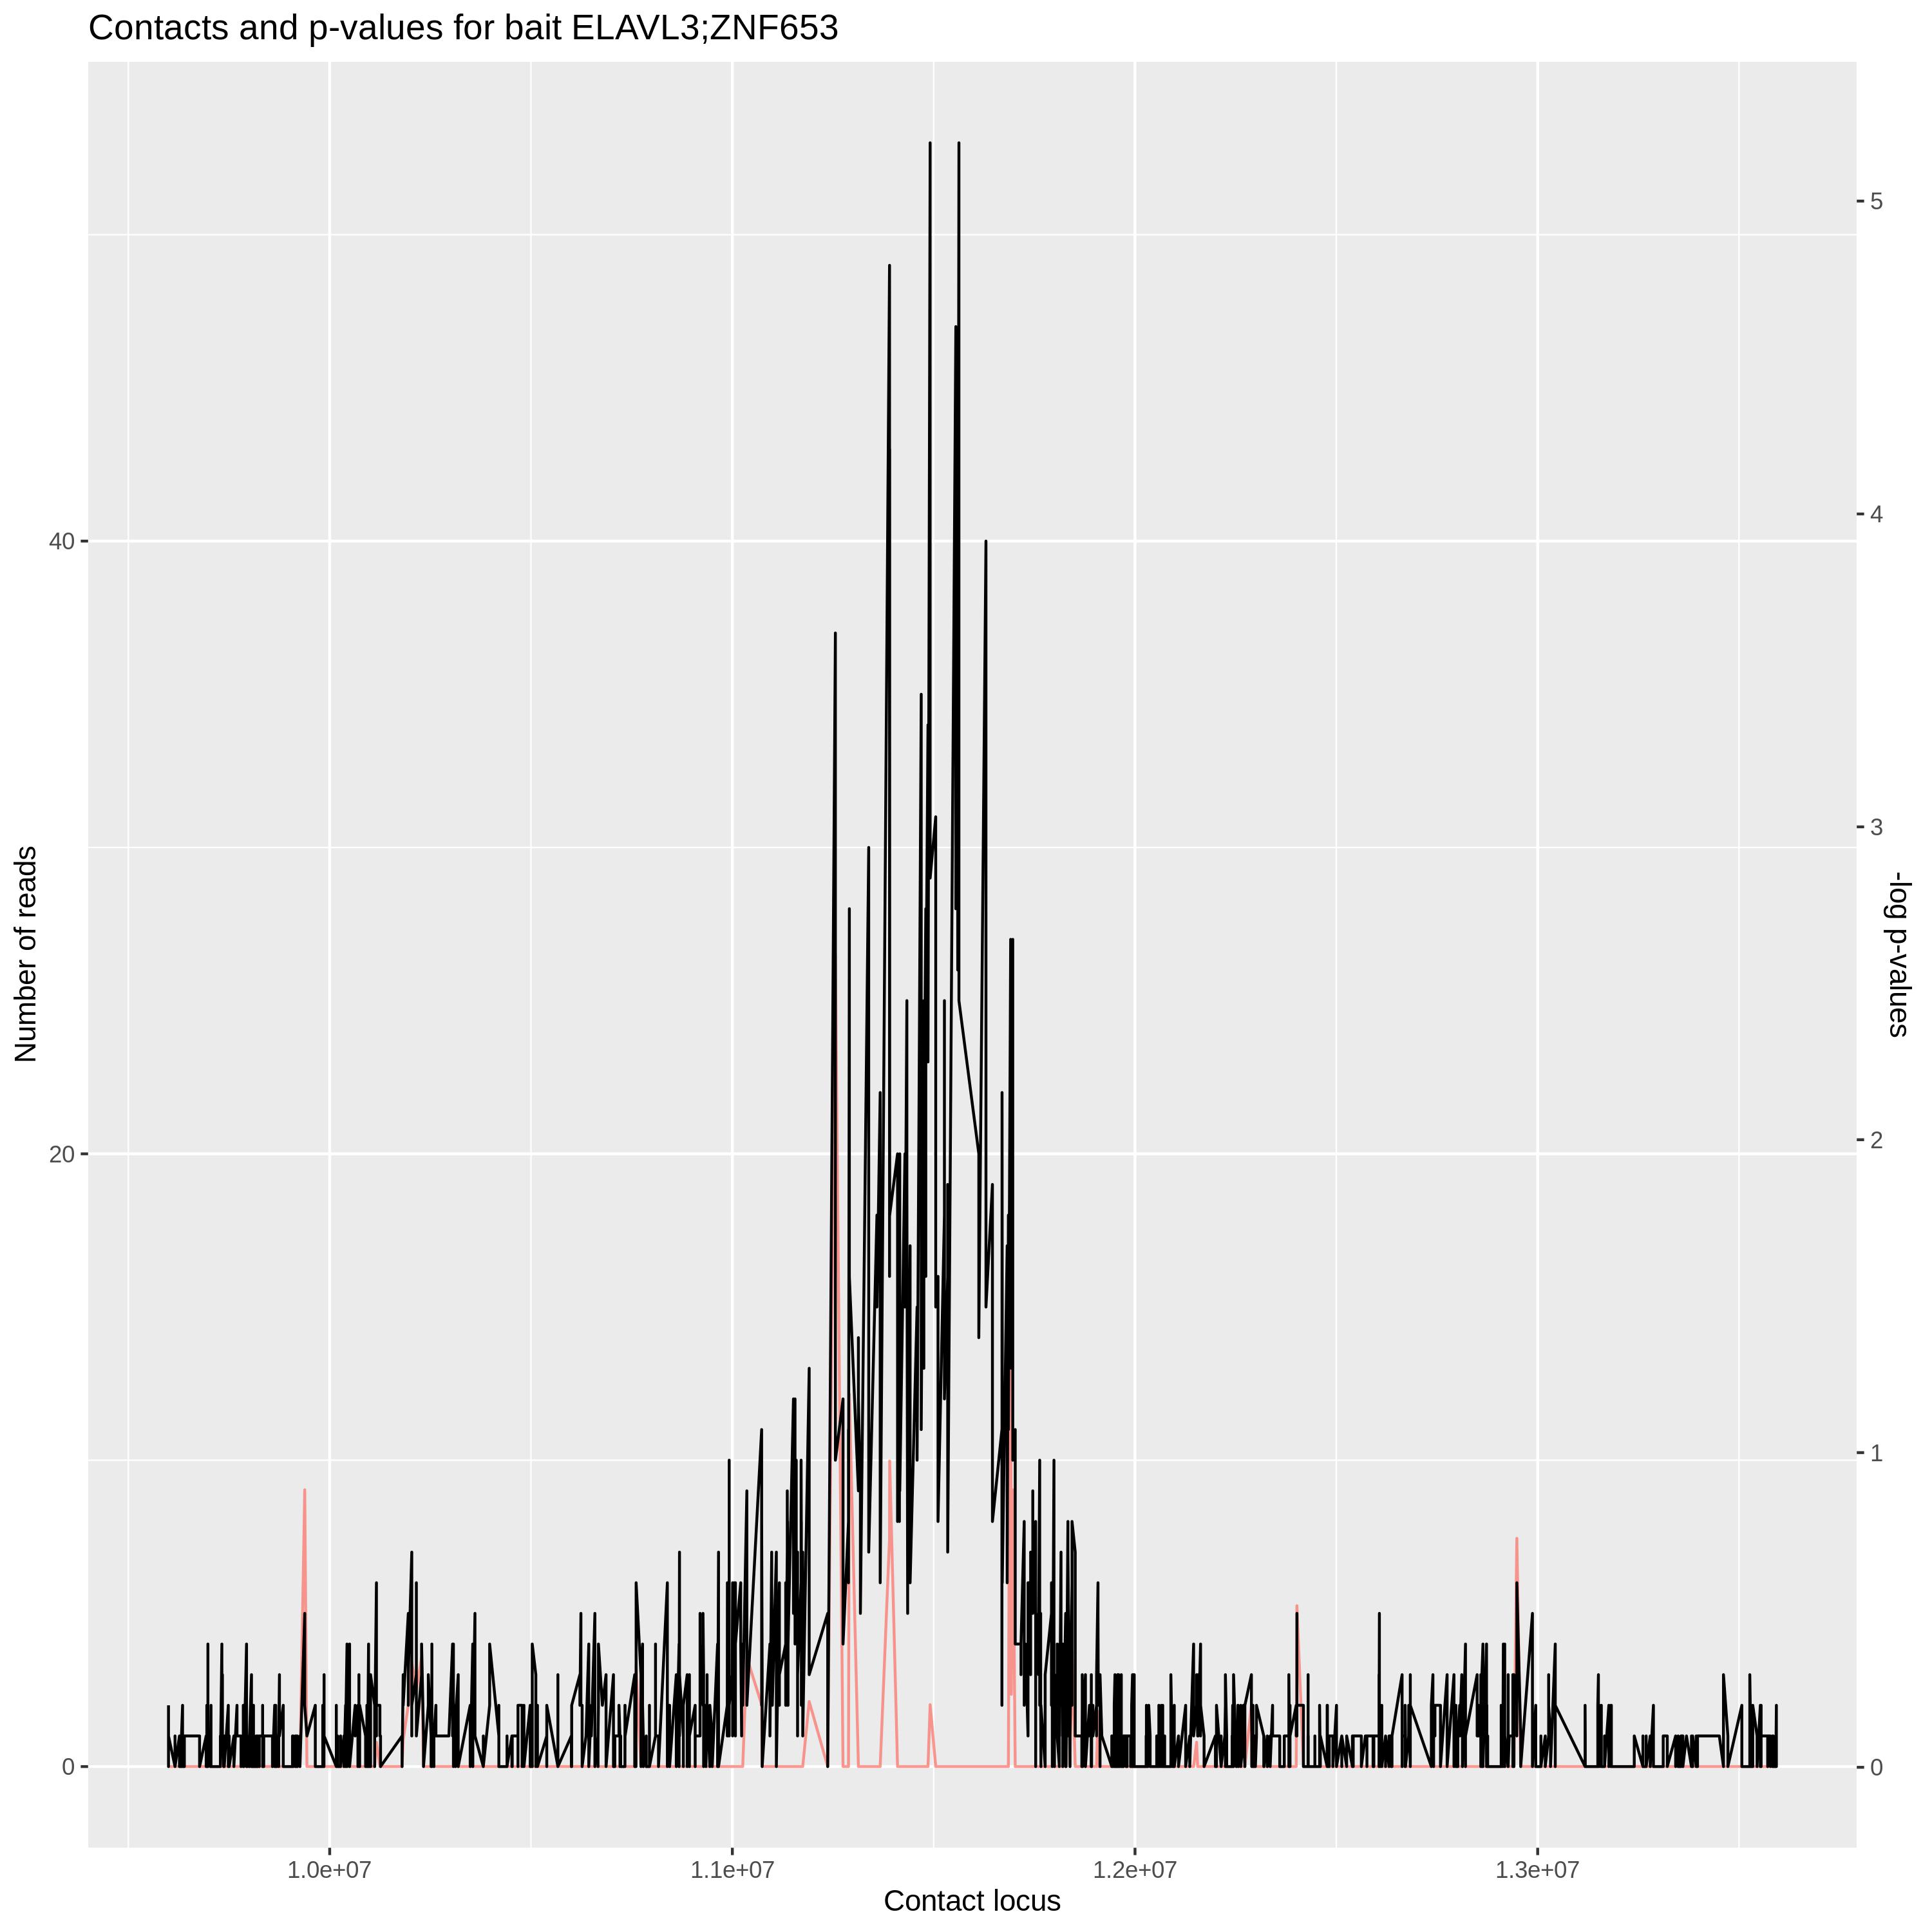 Contacts and p-values for bait ELAVL3;ZNF653
Number of reads
40
20
0
5
4
3
2
1
0
-log p-values
1.0e+07
1.1e+07
1.2e+07
1.3e+07
Contact locus